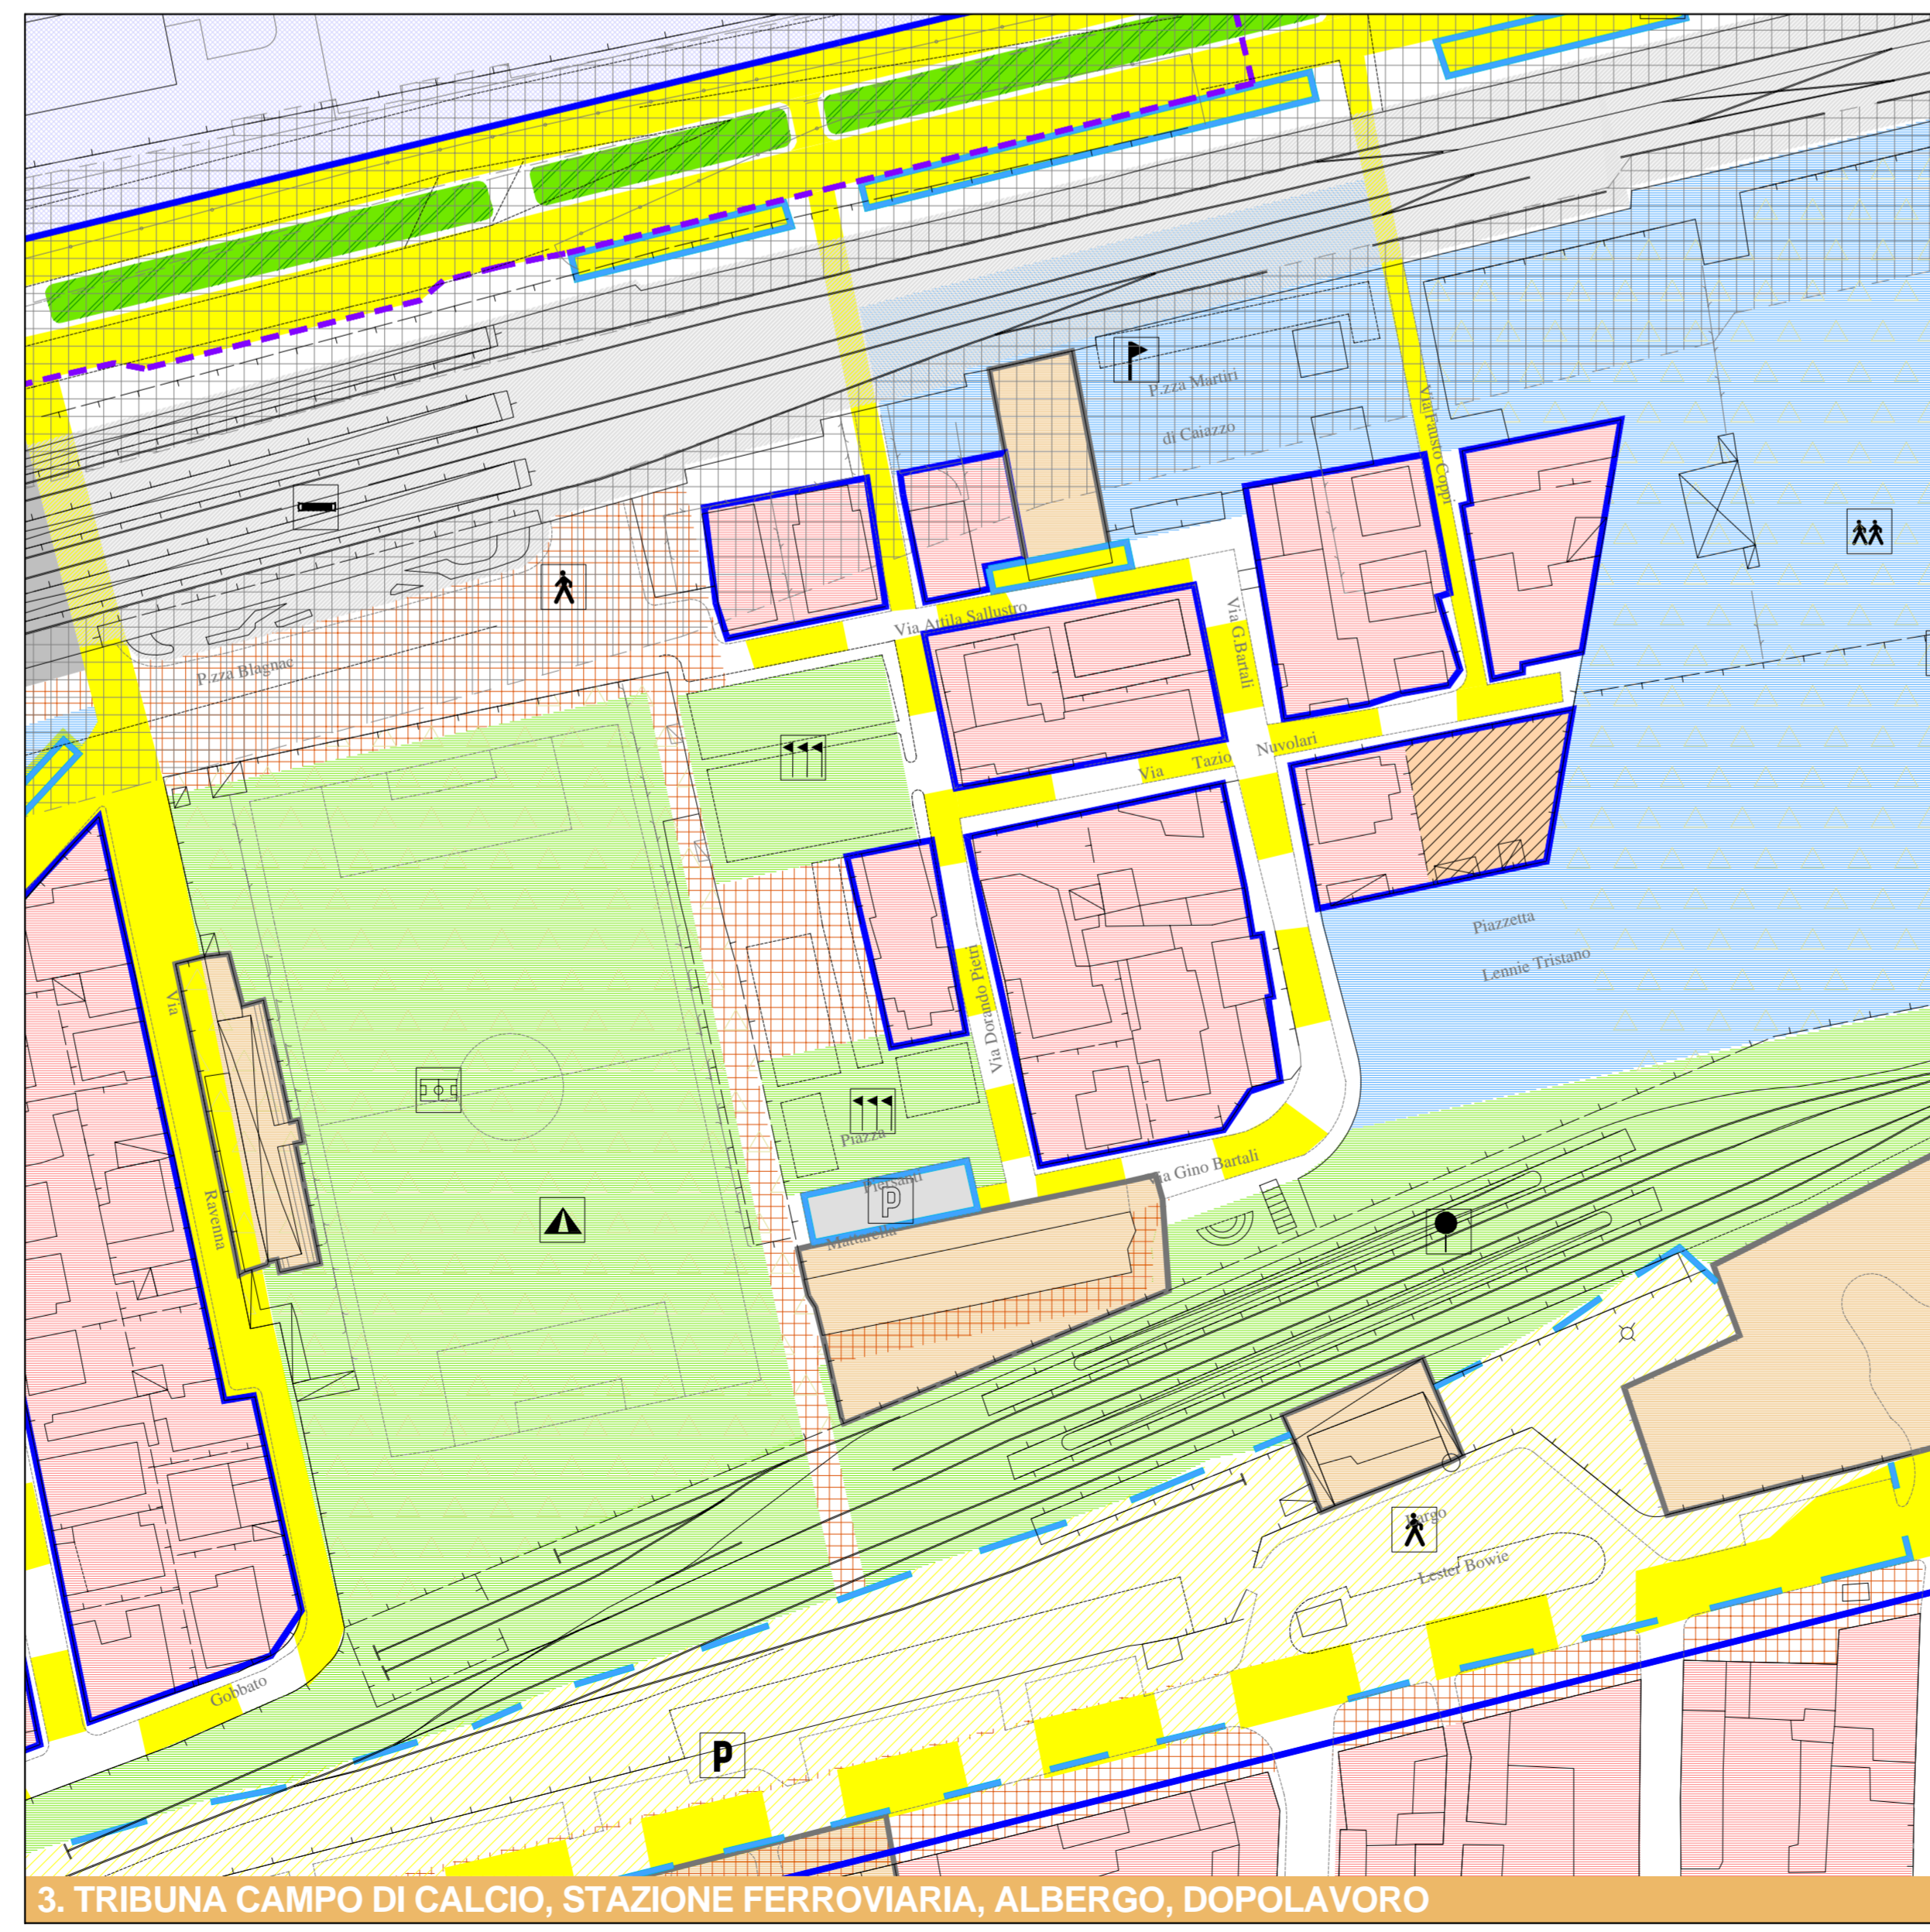 P.zza Martiri
di Caiazzo
Via Fausto Coppi
Via Attila Sallustro
Via G.Bartali
P.zza Blagnac
Via Tazio Nuvolari
Piazzetta
Lennie Tristano
Via Dorando Pietri
Via
Ravenna
Piazza
Piersanti
P
Mattarella
Via Gino Bartali
Largo
Lester Bowie
Gobbato
P
3. TRIBUNA CAMPO DI CALCIO, STAZIONE FERROVIARIA, ALBERGO, DOPOLAVORO